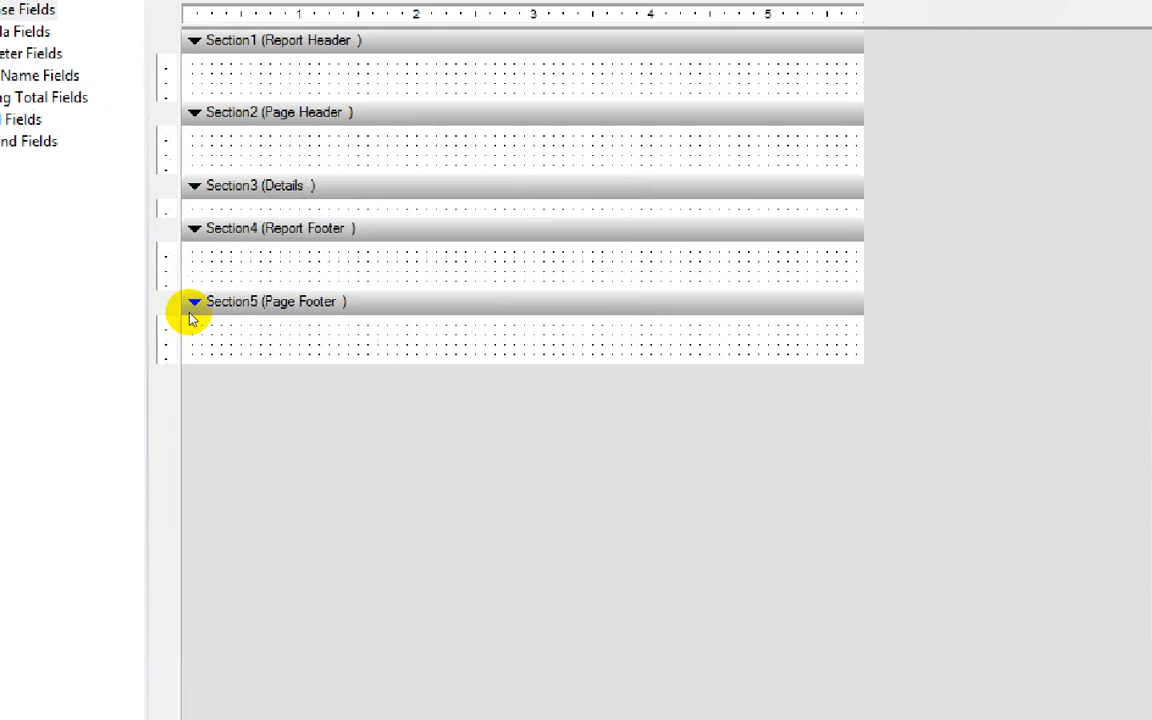 se Fields
la Fields
eter Fields
Name Fields
ng Total Fields
Fields
nd Fields
1 2 3 4 5
Section1 (Report Header )
Section2 (Page Header )
Section3 (Details )
Section4 (Report Footer )
Section5 (Page Footer )